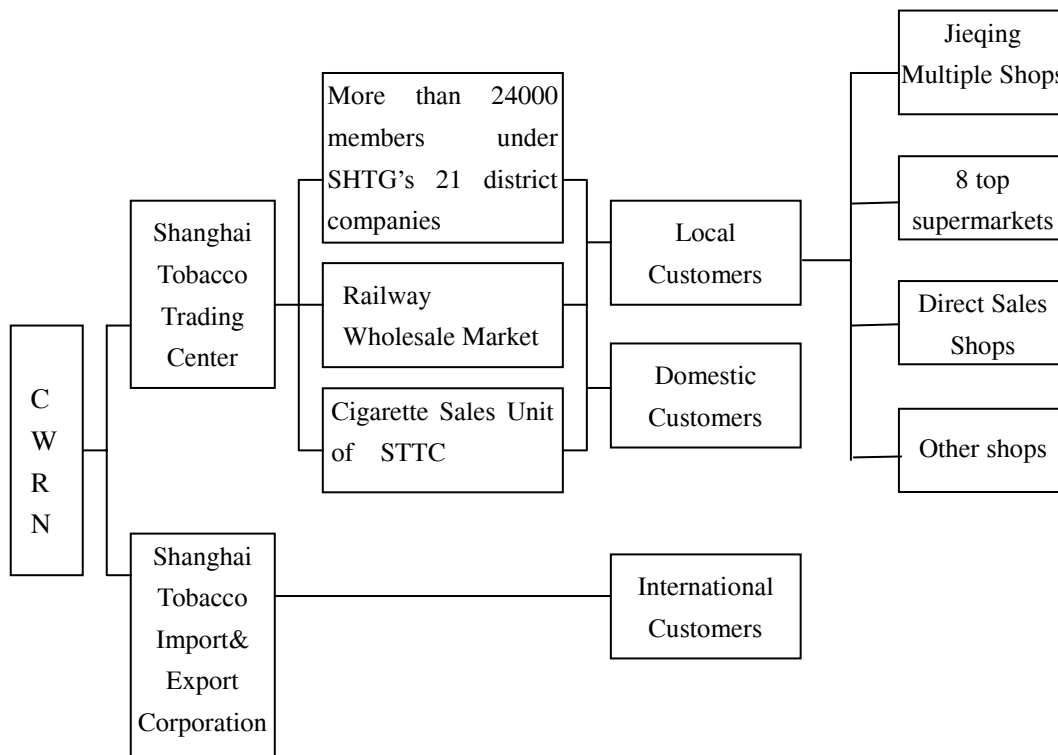 C
W
R
N
Shanghai
Tobacco
Trading
Center
Shanghai
Tobacco
Import&
Export
Corporation
More than 24000
members under
SHTG's 21 district
companies
Railway
Wholesale Market
Cigarette Sales Unit
of STTC
Local
Customers
Domestic
Customers
International
Customers
Jieqing
Multiple Shops
8 top
supermarkets
Direct Sales
Shops
Other shops